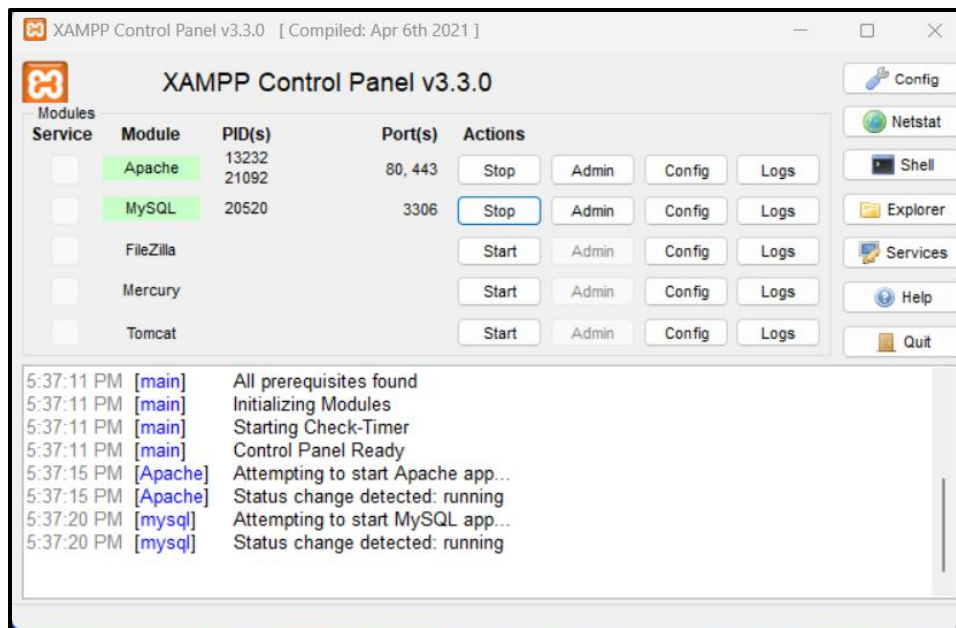 XAMPP Control Panel v3.3.0 [ Compiled: Apr 6th 2021 ]
XAMPP Control Panel v3.3.0
Config
Modules
Service Module PID(s) Port(s) Actions
Netstat
Apache 13232 21092 80, 443 Stop Admin Config Logs
Shell
MySQL 20520 3306 Stop Admin Config Logs
Explorer
FileZilla Start Admin Config Logs
Services
Mercury Start Admin Config Logs
Help
Tomcat Start Admin Config Logs
Quit
5:37:11 PM [main] All prerequisites found
5:37:11 PM [main] Initializing Modules
5:37:11 PM [main] Starting Check-Timer
5:37:11 PM [main] Control Panel Ready
5:37:15 PM [Apache] Attempting to start Apache app...
5:37:15 PM [Apache] Status change detected: running
5:37:20 PM [mysql] Attempting to start MySQL app...
5:37:20 PM [mysql] Status change detected: running